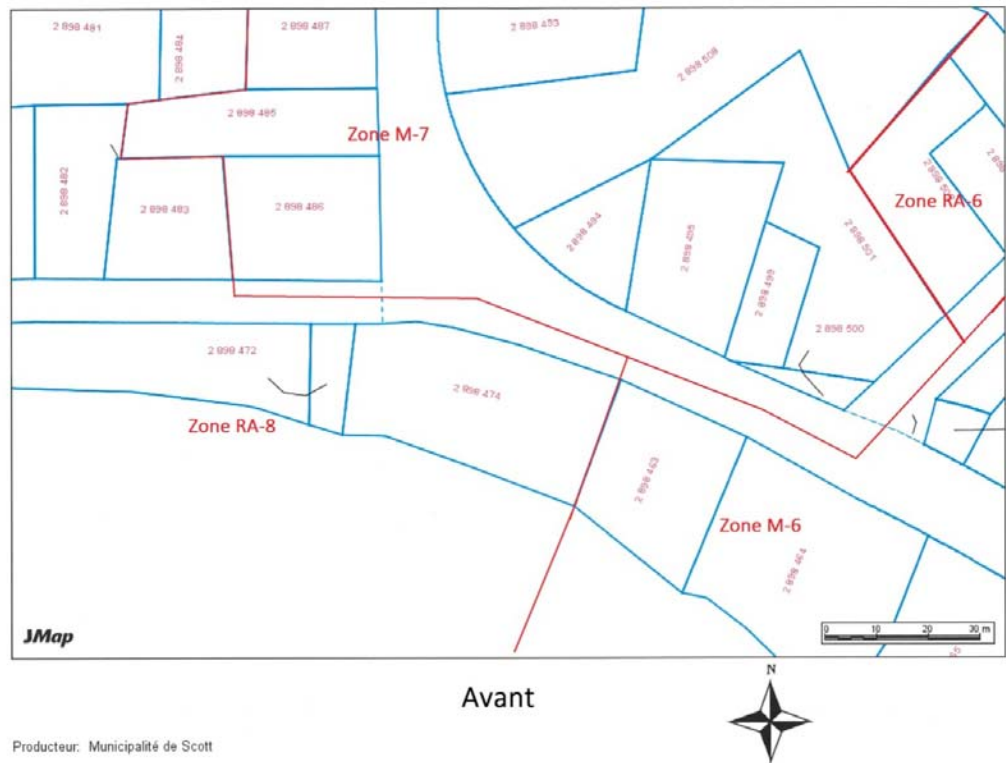 2 898 481
2 898 484
2 898 487
2 898 455
2 898 508
2 898 485
Zone M-7
2 898 482
2 898 483
2 898 486
2 898 494
2 898 495
2 898 499
2 898 501
Zone RA-6
2 898 500
2 898 472
2 898 474
Zone RA-8
2 898 463
Zone M-6
2 898 464
JMap
0 10 20 30 m
Avant
N
Producteur: Municipalité de Scott